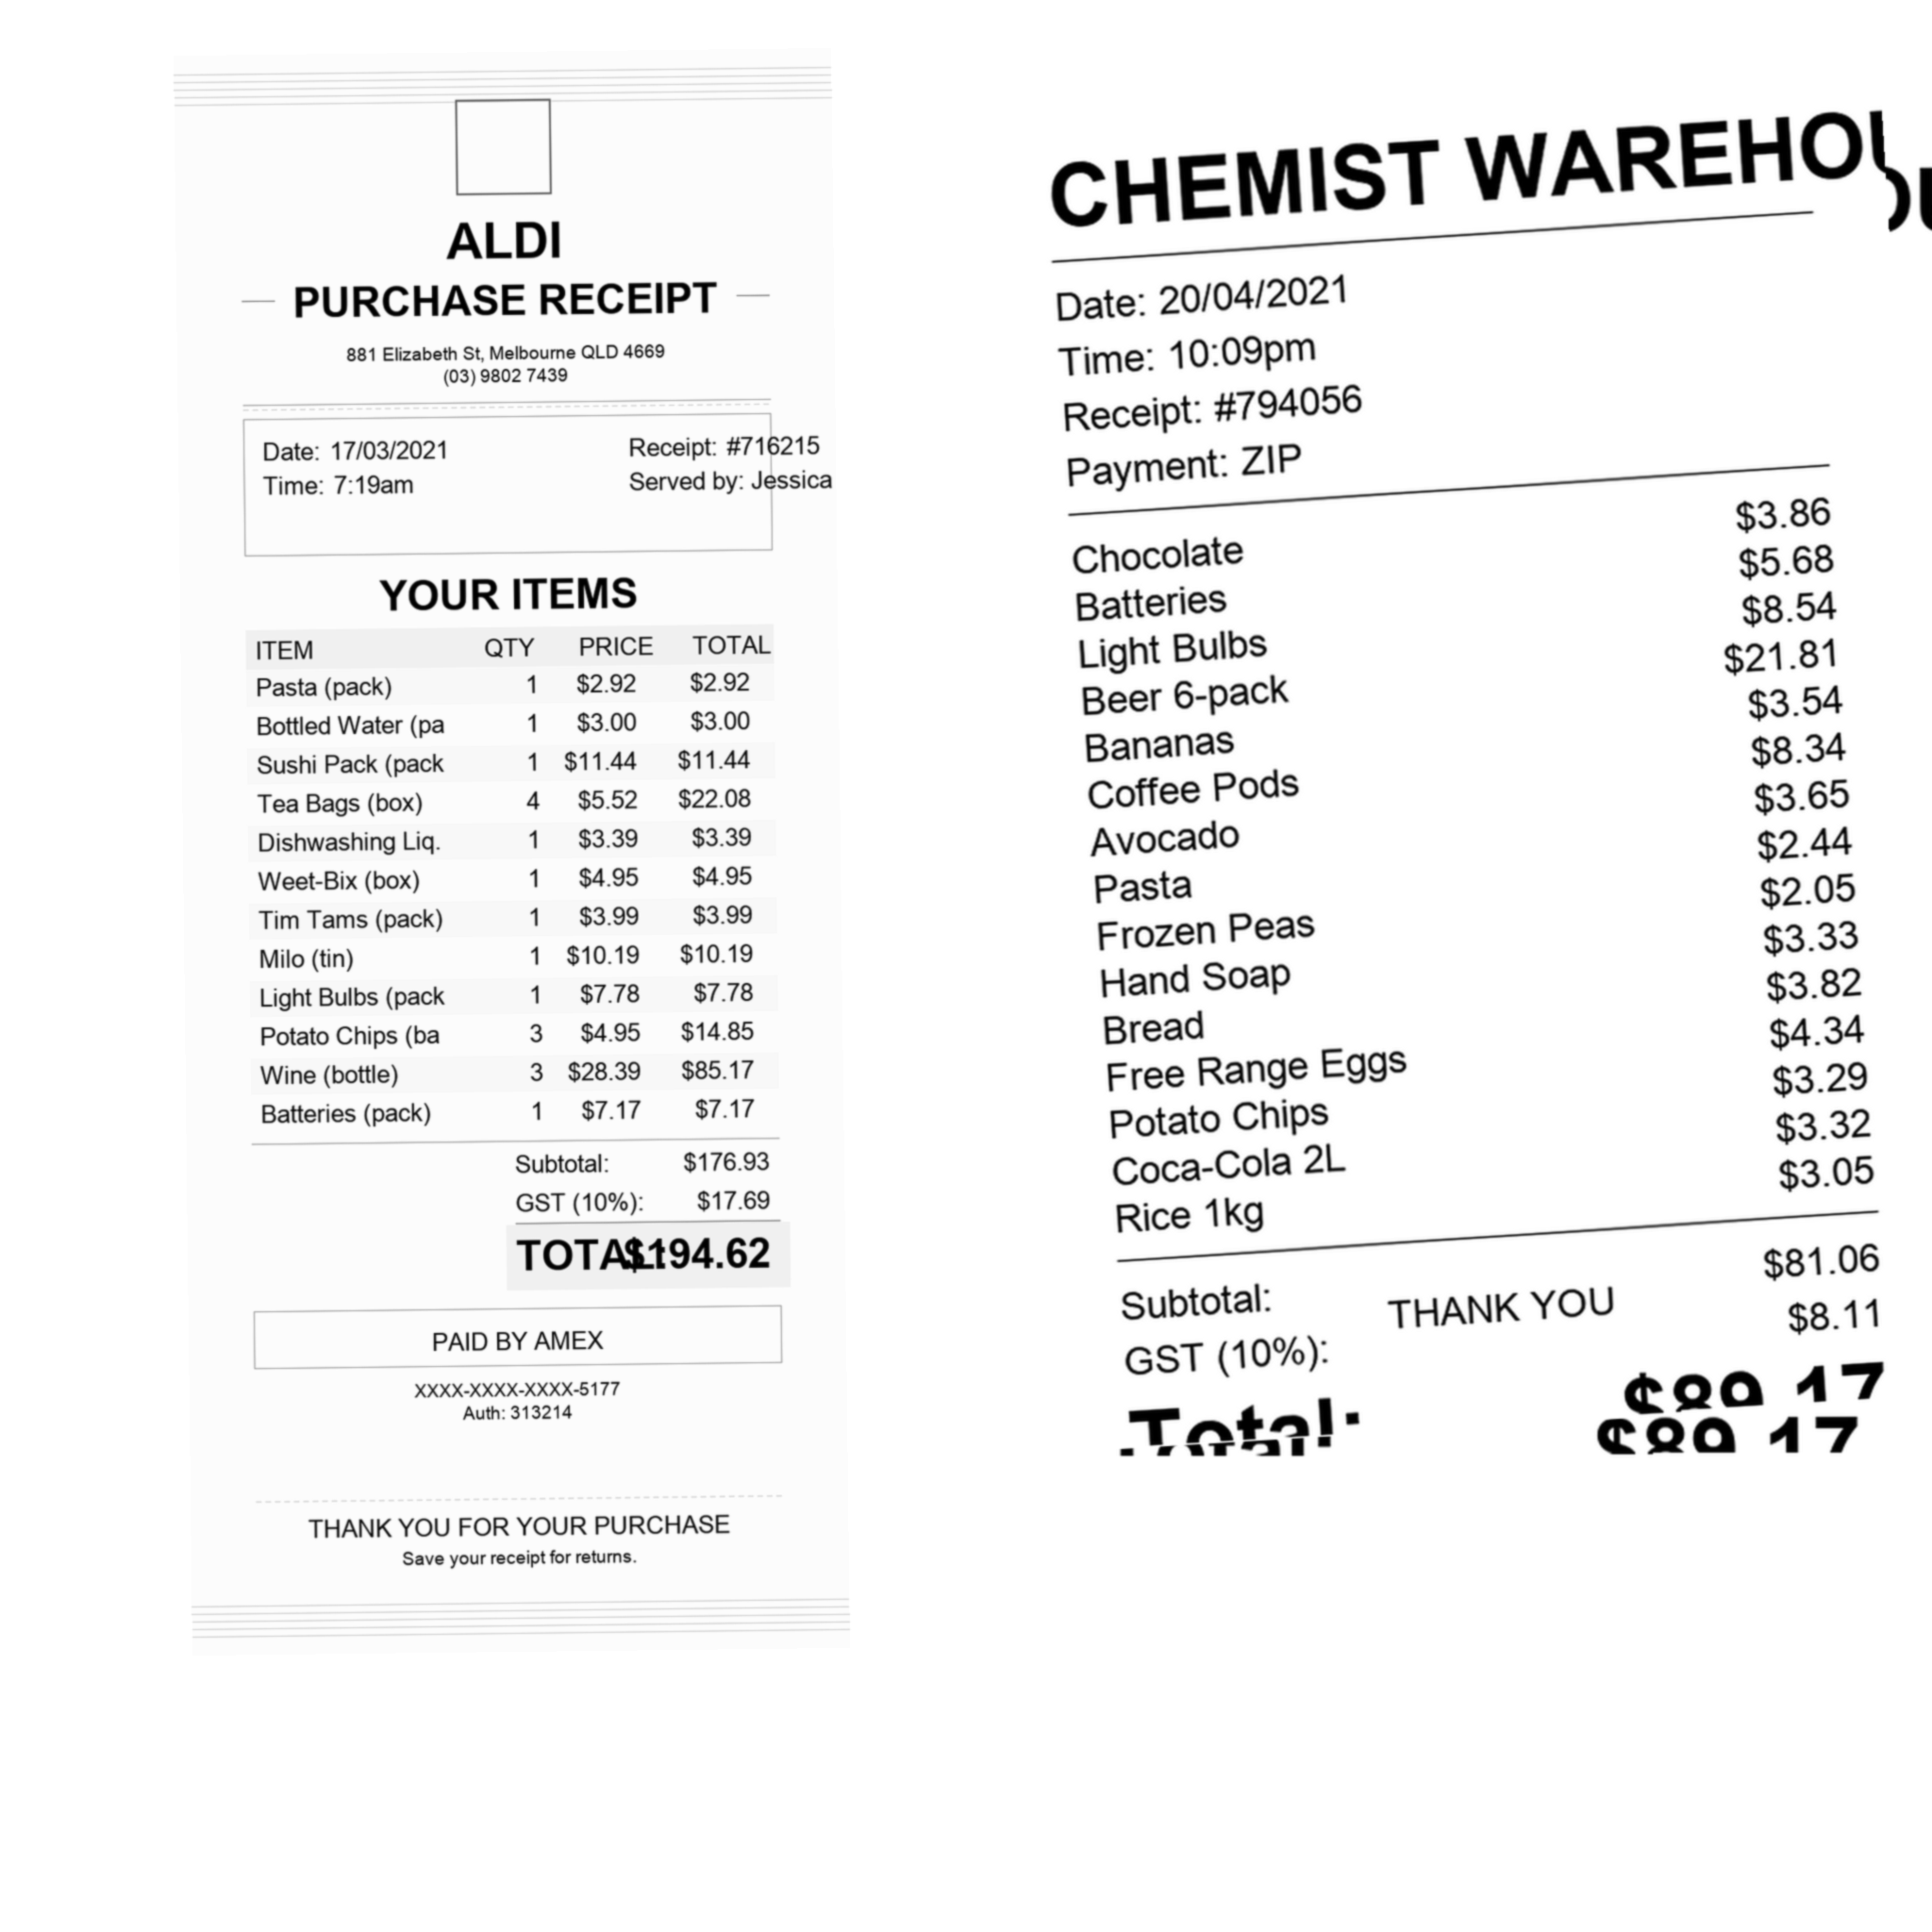 ALDI
PURCHASE RECEIPT
881 Elizabeth St, Melbourne QLD 4669
(03) 9802 7439
Date: 17/03/2021 Receipt: #716215
Time: 7:19am Served by: Jessica
YOUR ITEMS
ITEM QTY PRICE TOTAL
Pasta (pack) 1 $2.92 $2.92
Bottled Water (pa 1 $3.00 $3.00
Sushi Pack (pack 1 $11.44 $11.44
Tea Bags (box) 4 $5.52 $22.08
Dishwashing Liq. 1 $3.39 $3.39
Weet-Bix (box) 1 $4.95 $4.95
Tim Tams (pack) 1 $3.99 $3.99
Milo (tin) 1 $10.19 $10.19
Light Bulbs (pack 1 $7.78 $7.78
Potato Chips (ba 3 $4.95 $14.85
Wine (bottle) 3 $28.39 $85.17
Batteries (pack) 1 $7.17 $7.17
Subtotal: $176.93
GST (10%): $17.69
TOTAL: $194.62
PAID BY AMEX
XXXX-XXXX-XXXX-5177
Auth: 313214
THANK YOU FOR YOUR PURCHASE
Save your receipt for returns.
CHEMIST WAREHOU
Date: 20/04/2021
Time: 10:09pm
Receipt: #794056
Payment: ZIP
Chocolate $3.86
Batteries $5.68
Light Bulbs $8.54
Beer 6-pack $21.81
Bananas $3.54
Coffee Pods $8.34
Avocado $3.65
Pasta $2.44
Frozen Peas $2.05
Hand Soap $3.33
Bread $3.82
Free Range Eggs $4.34
Potato Chips $3.29
Coca-Cola 2L $3.32
Rice 1kg $3.05
Subtotal: $81.06
THANK YOU
GST (10%): $8.11
Total: $89.17